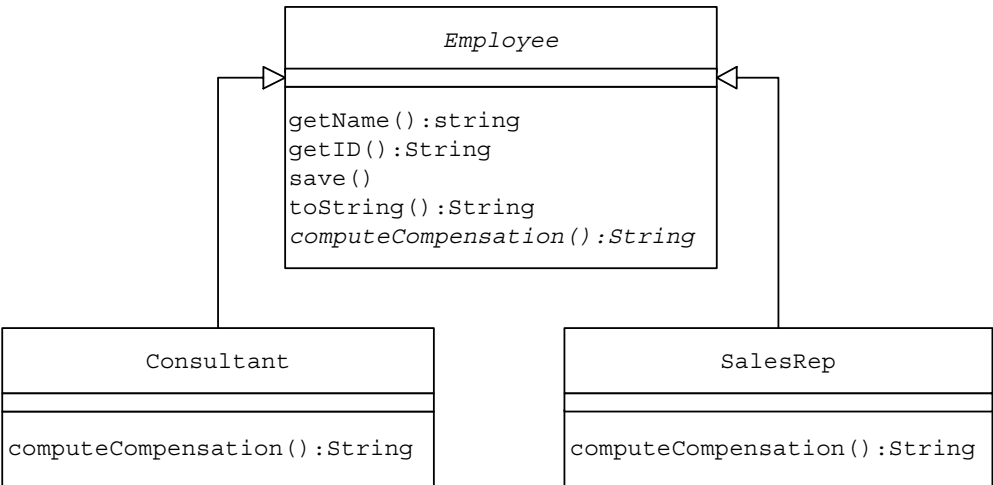 Employee
getName():string
getID():String
save()
toString():String
computeCompensation():String
Consultant
computeCompensation():String
SalesRep
computeCompensation():String